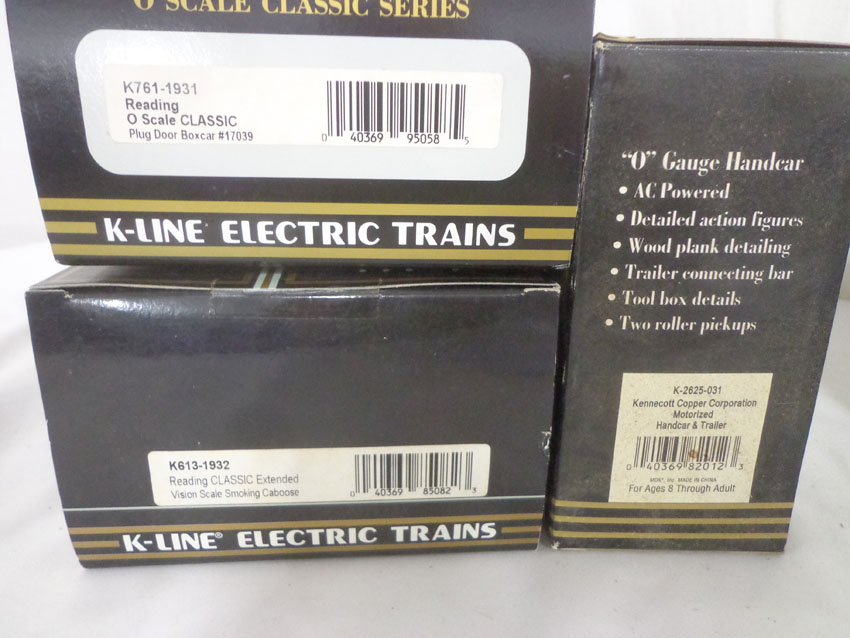 O SCALE CLASSIC SERIES
K761-1931
Reading
O Scale CLASSIC
Plug Door Boxcar #17039
0 40369 95058 5
K-LINE ELECTRIC TRAINS
K613-1932
Reading CLASSIC Extended
Vision Scale Smoking Caboose
0 40369 85082 3
K-LINE® ELECTRIC TRAINS
"O" Gauge Handcar
• AC Powered
• Detailed action figures
• Wood plank detailing
• Trailer connecting bar
• Tool box details
• Two roller pickups
K-2625-031
Kennecott Copper Corporation
Motorized
Handcar & Trailer
0 40369 82012 3
MDK®, Inc. MADE IN CHINA
For Ages 8 Through Adult